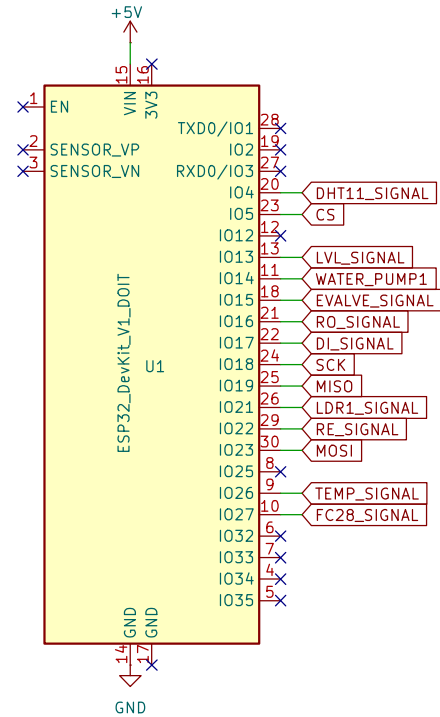 +5V
15 16
VIN 3V3
1 EN
2 SENSOR_VP
3 SENSOR_VN
TXD0/IO1 28
IO2 19
RXD0/IO3 27
IO4 20 DHT11_SIGNAL
IO5 23 CS
IO12 12
IO13 13 LVL_SIGNAL
IO14 11 WATER_PUMP1
IO15 18 EVALVE_SIGNAL
IO16 21 RO_SIGNAL
IO17 22 DI_SIGNAL
IO18 24 SCK
IO19 25 MISO
IO21 26 LDR1_SIGNAL
IO22 29 RE_SIGNAL
IO23 30 MOSI
IO25 8
IO26 9 TEMP_SIGNAL
IO27 10 FC28_SIGNAL
IO32 6
IO33 7
IO34 4
IO35 5
ESP32_DevKit_V1_DOIT
U1
GND GND
14 17
GND